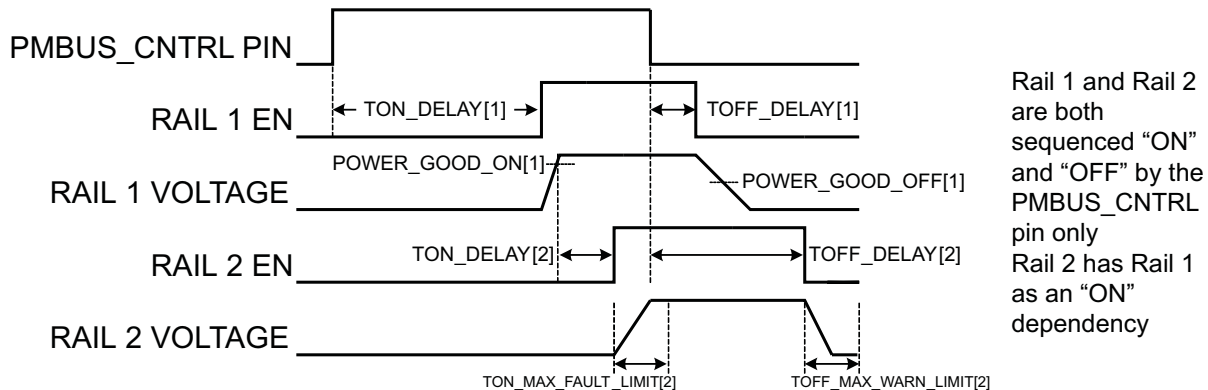 PMBUS_CNTRL PIN
RAIL 1 EN
TON_DELAY[1]
TOFF_DELAY[1]
RAIL 1 VOLTAGE
POWER_GOOD_ON[1]
POWER_GOOD_OFF[1]
RAIL 2 EN
TON_DELAY[2]
TOFF_DELAY[2]
RAIL 2 VOLTAGE
TON_MAX_FAULT_LIMIT[2]
TOFF_MAX_WARN_LIMIT[2]
Rail 1 and Rail 2
are both
sequenced “ON”
and “OFF” by the
PMBUS_CNTRL
pin only
Rail 2 has Rail 1
as an “ON”
dependency